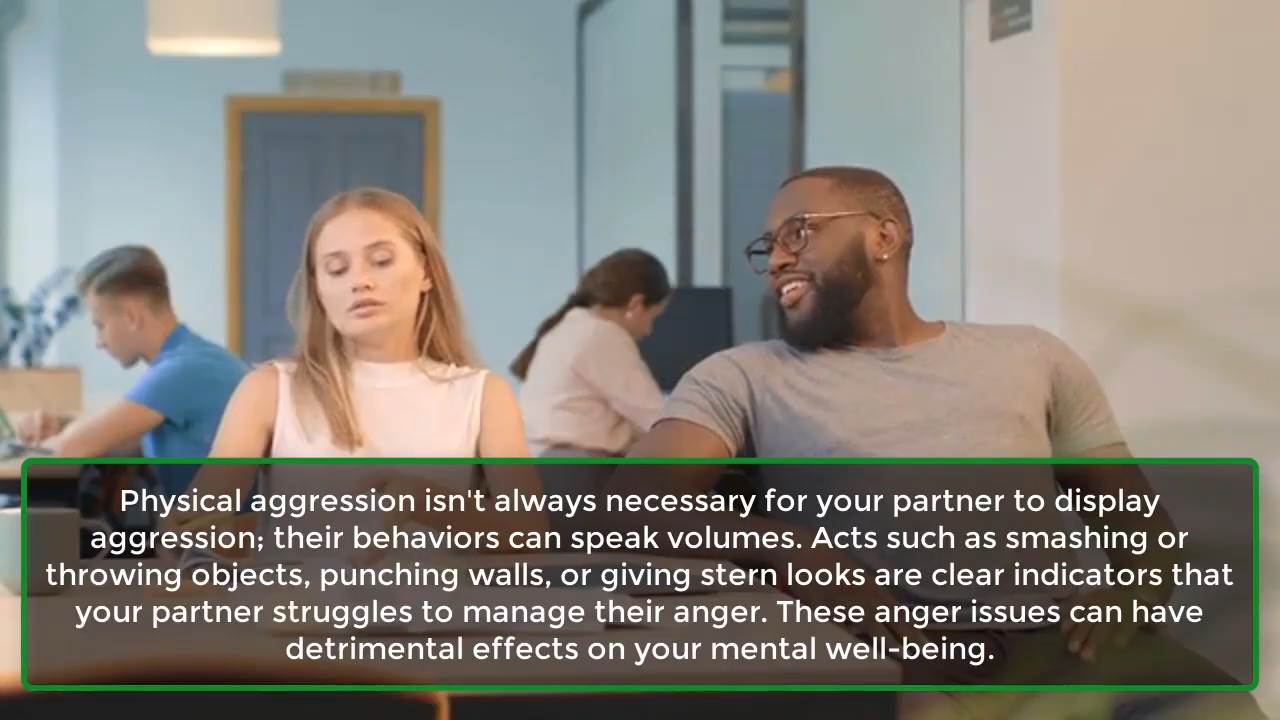 Physical aggression isn't always necessary for your partner to display
aggression; their behaviors can speak volumes. Acts such as smashing or
throwing objects, punching walls, or giving stern looks are clear indicators that
your partner struggles to manage their anger. These anger issues can have
detrimental effects on your mental well-being.